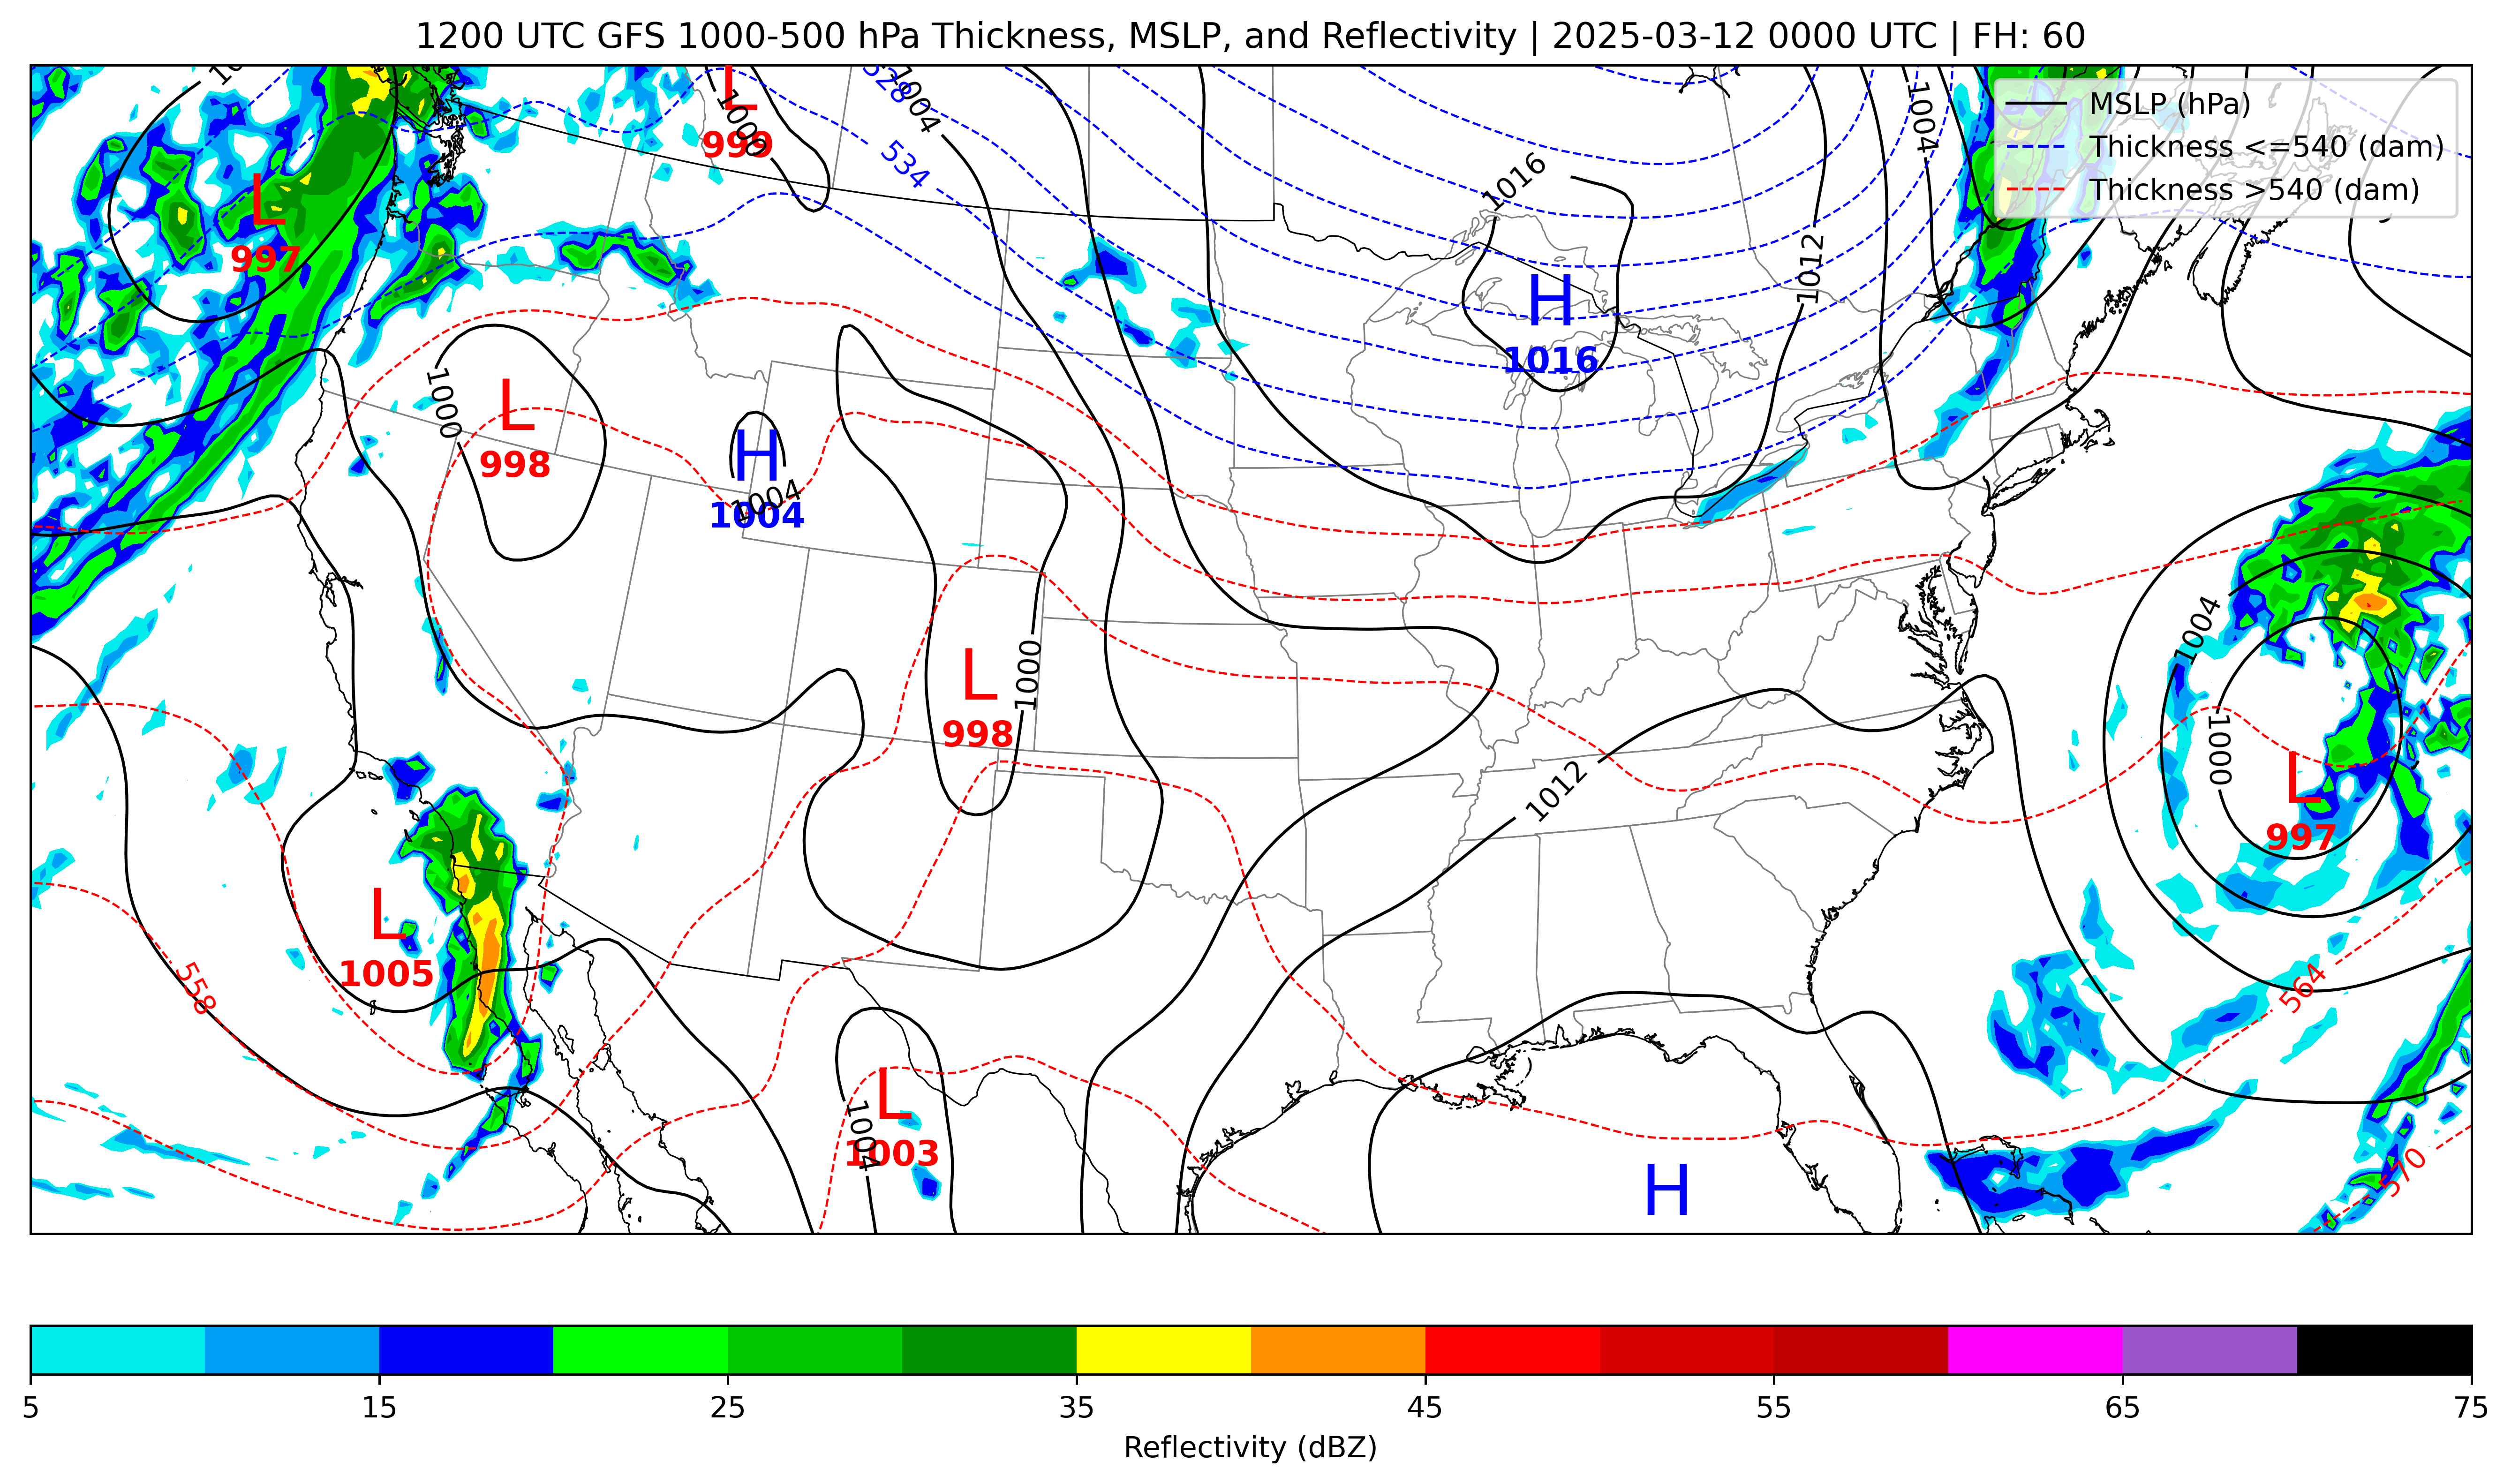 1200 UTC GFS 1000-500 hPa Thickness, MSLP, and Reflectivity | 2025-03-12 0000 UTC | FH: 60
MSLP (hPa)
Thickness <=540 (dam)
Thickness >540 (dam)
L
999
1000
528
1004
534
1004
1016
L
997
1012
H
1016
1000
L
998
H
1004
1004
1004
L
998
1000
1000
L
997
1012
L
1005
558
564
L
1003
1004
H
570
5
15
25
35
45
55
65
75
Reflectivity (dBZ)